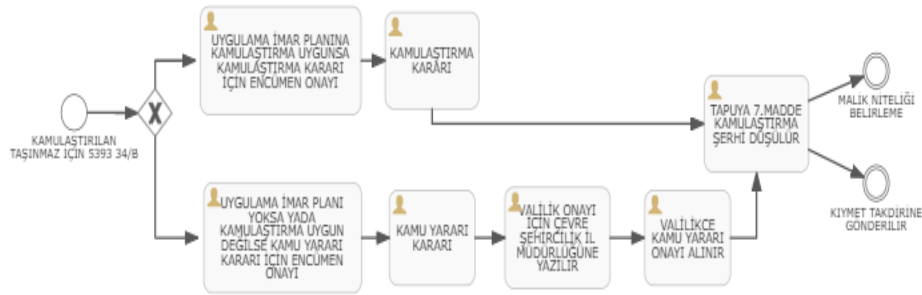 UYGULAMA İMAR PLANINA
KAMULAŞTIRMA UYGUNSA
KAMULAŞTIRMA KARARI
İÇİN ENCÜMEN ONAYI
KAMULAŞTIRMA
KARARI
KAMULAŞTIRILAN
TAŞINMAZ İÇİN 5393 34/B
TAPUYA 7.MADDE
KAMULAŞTIRMA
ŞERHİ DÜŞÜLÜR
MALİK NİTELİĞİ
BELİRLEME
KIYMET TAKDİRİNE
GÖNDERİLİR
UYGULAMA İMAR PLANI
YOKSA YADA
KAMULAŞTIRMA UYGUN
DEĞİLSE KAMU YARARI
KARARI İÇİN ENCÜMEN
ONAYI
KAMU YARARI
KARARI
VALİLİK ONAYI
İÇİN ÇEVRE
ŞEHİRCİLİK İL
MÜDÜRLÜĞÜNE
YAZILIR
VALİLİKCE
KAMU YARARI
ONAYI ALINIR